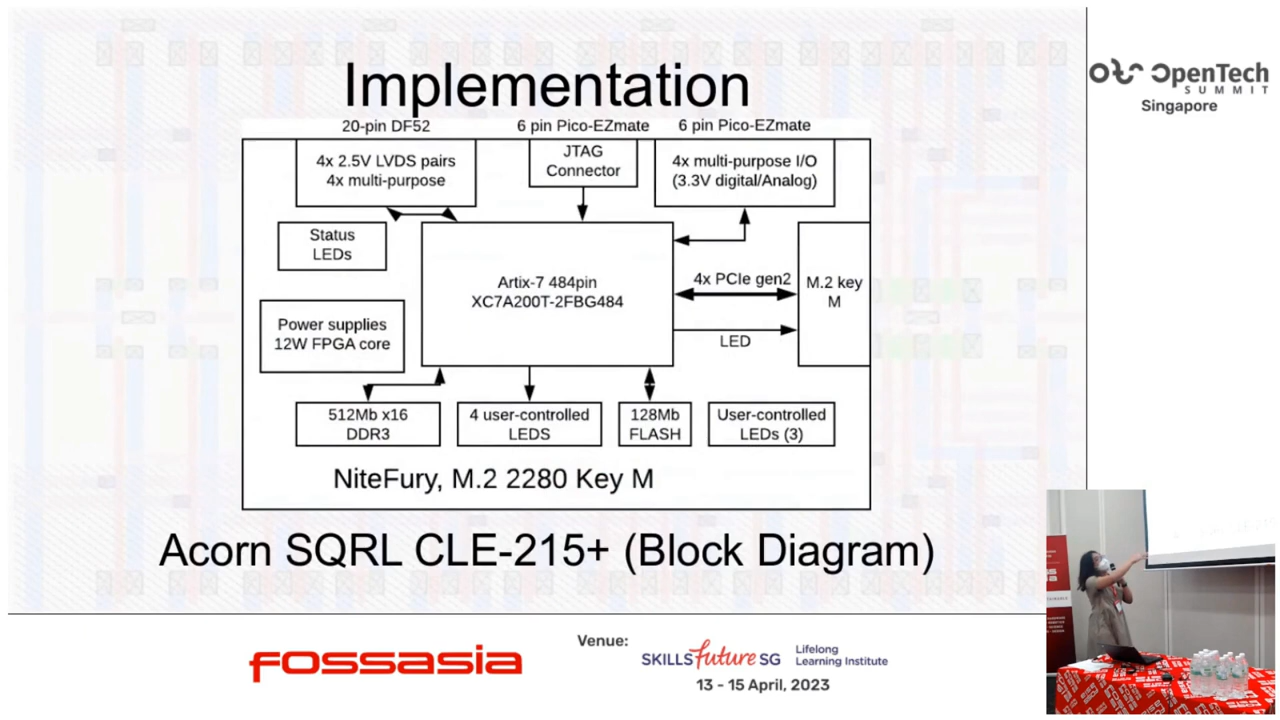 Implementation
20-pin DF52
6 pin Pico-EZmate
6 pin Pico-EZmate
4x 2.5V LVDS pairs
4x multi-purpose
JTAG
Connector
4x multi-purpose I/O
(3.3V digital/Analog)
Status
LEDs
Artix-7 484pin
XC7A200T-2FBG484
4x PCIe gen2
M.2 key
M
Power supplies
12W FPGA core
LED
512Mb x16
DDR3
4 user-controlled
LEDS
128Mb
FLASH
User-controlled
LEDs (3)
NiteFury, M.2 2280 Key M
Acorn SQRL CLE-215+ (Block Diagram)
OpenTech
SUMMIT
Singapore
FOSSASIA
Venue:
SKILLSfuture SG
Lifelong
Learning Institute
13 - 15 April, 2023